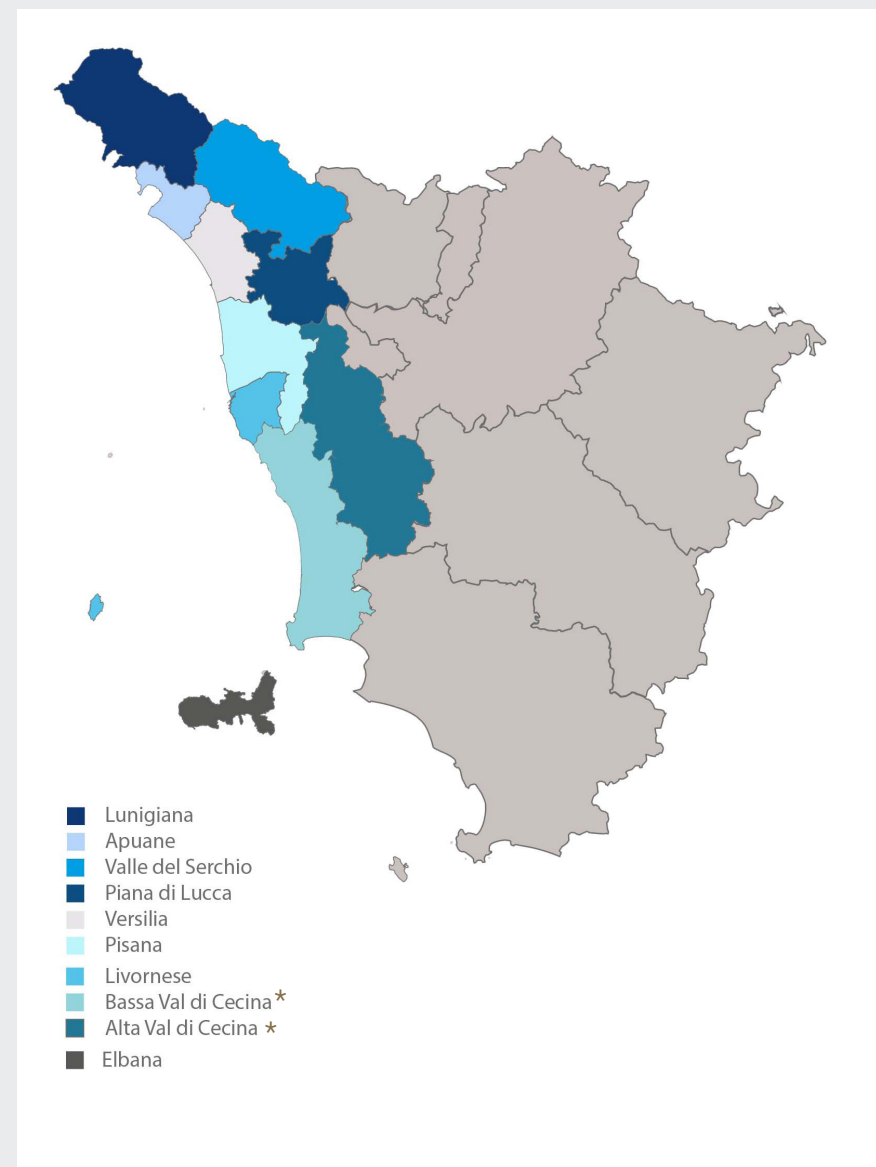 Lunigiana
Apuane
Valle del Serchio
Piana di Lucca
Versilia
Pisana
Livornese
Bassa Val di Cecina *
Alta Val di Cecina *
Elbana